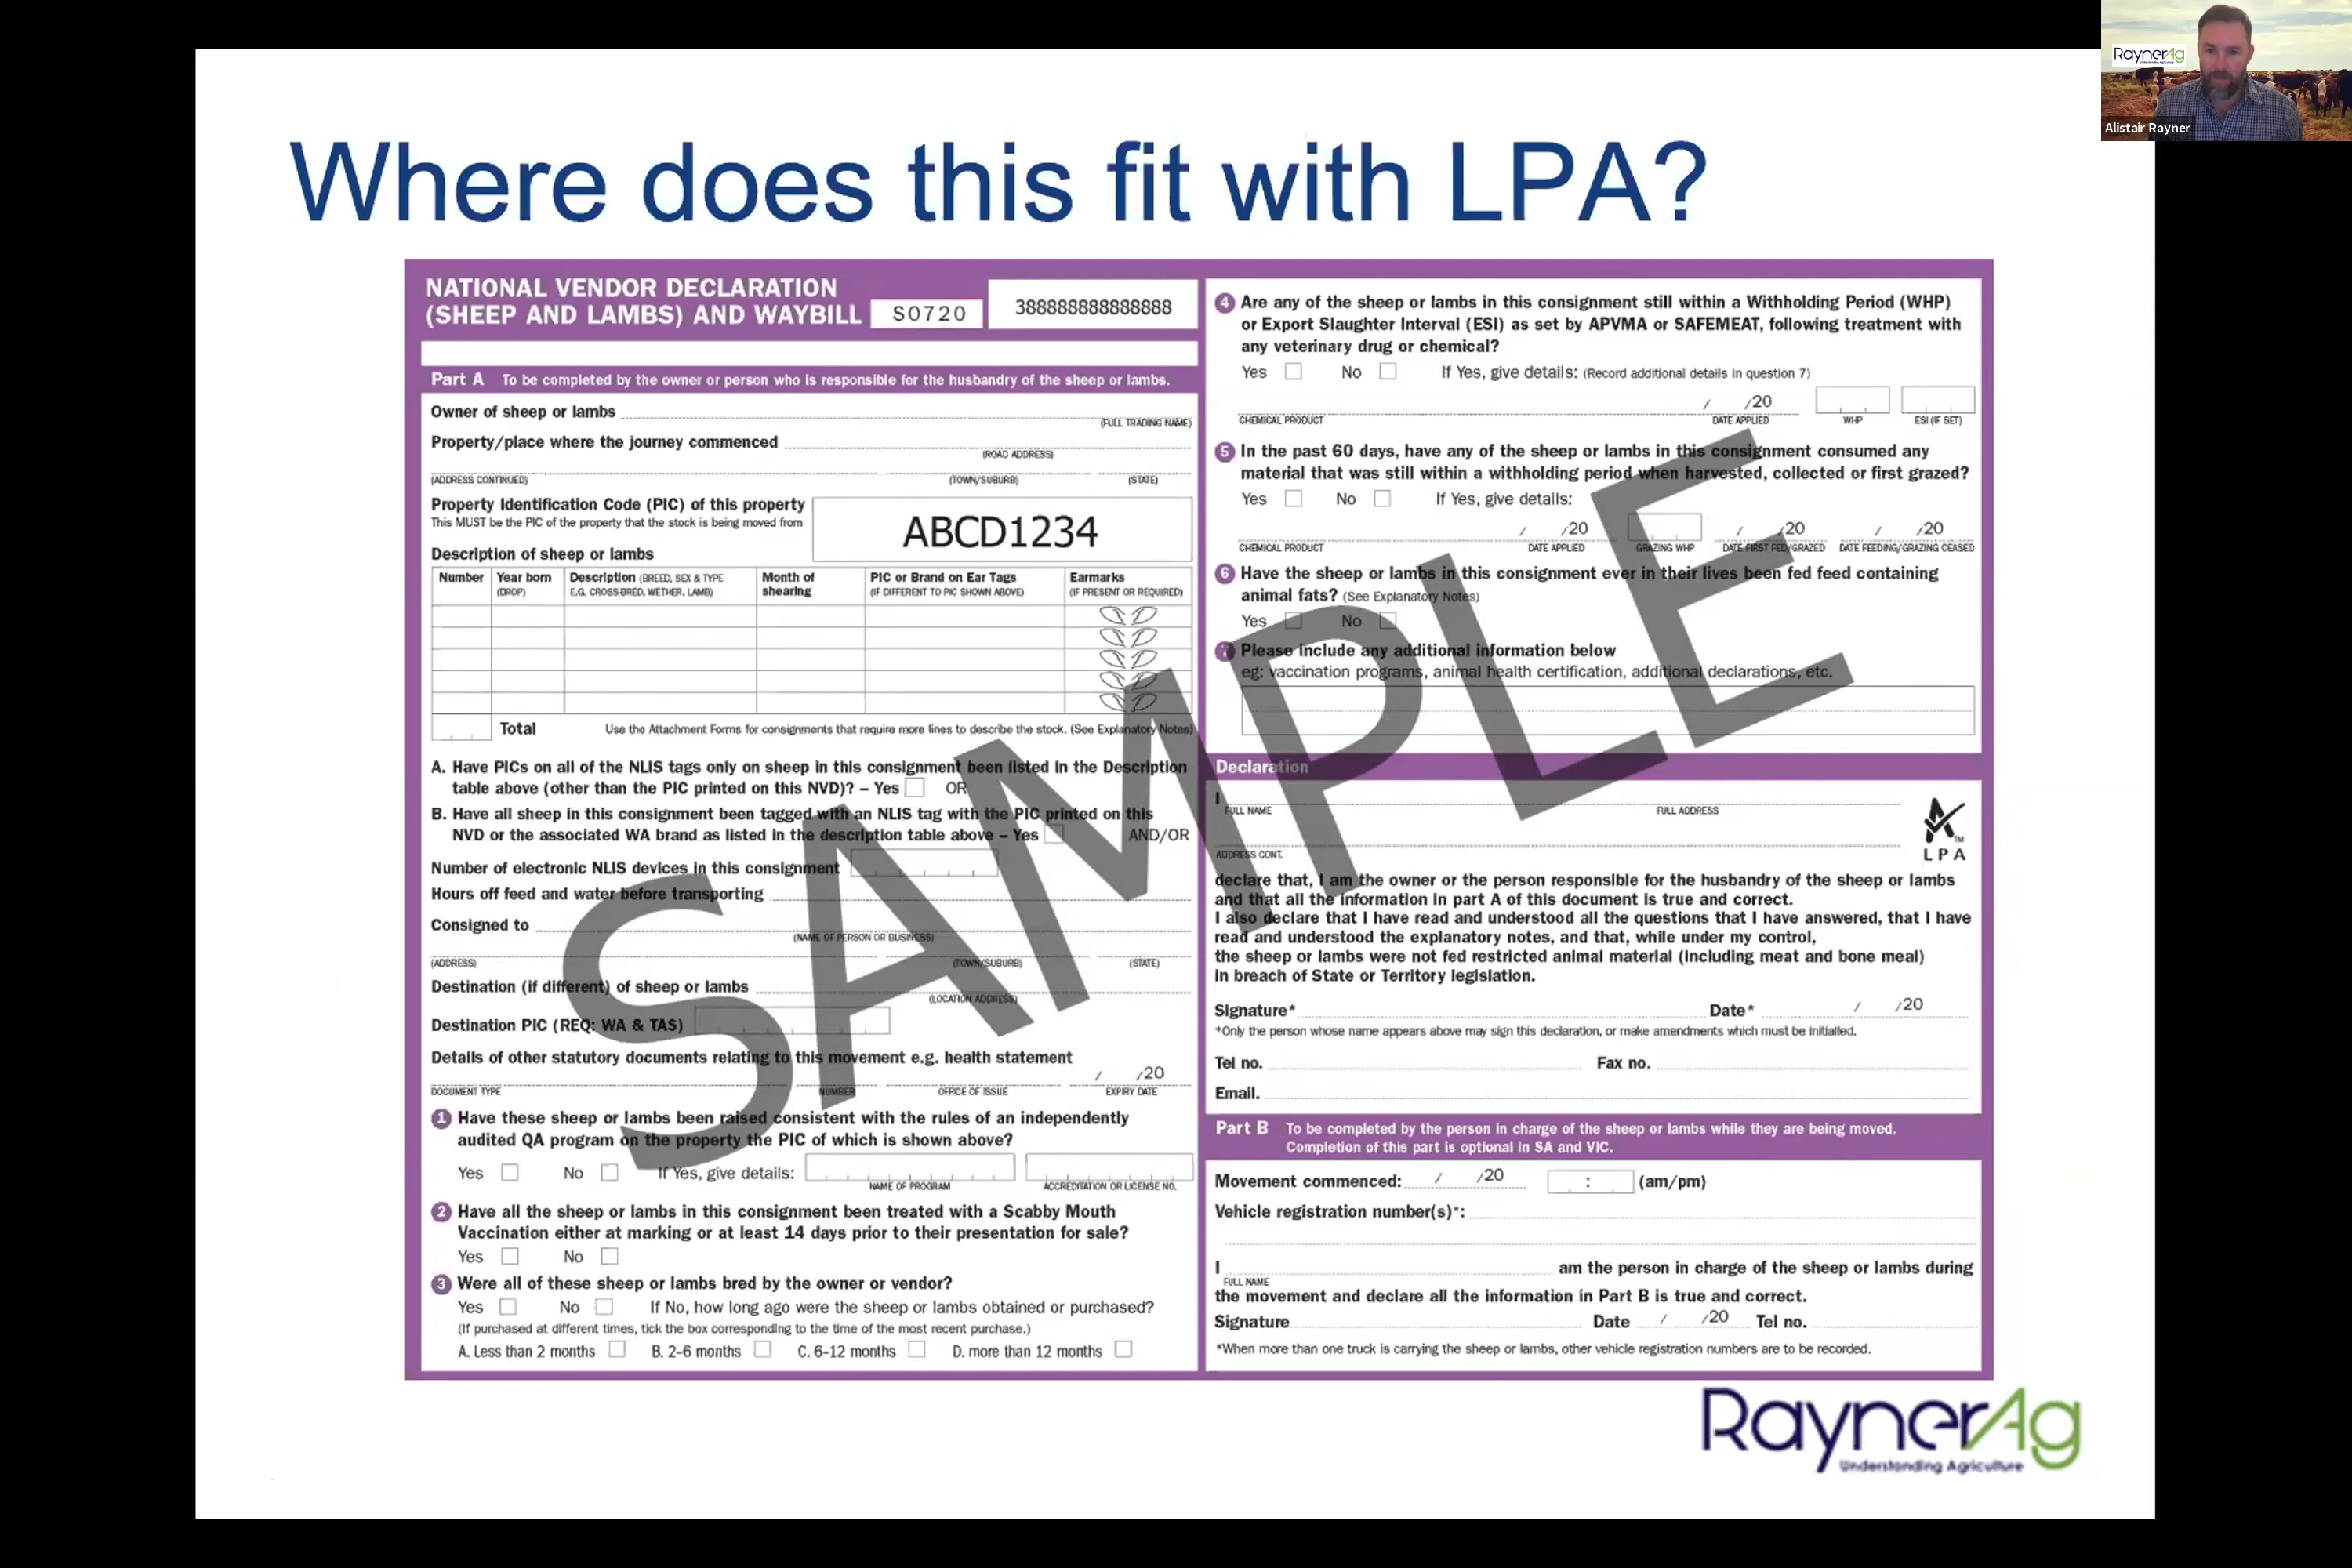 RaynerAg
Alistair Rayner
Where does this fit with LPA?
NATIONAL VENDOR DECLARATION
(SHEEP AND LAMBS) AND WAYBILL
S0720
388888888888888
Part A To be completed by the owner or person who is responsible for the husbandry of the sheep or lambs.
Owner of sheep or lambs
(FULL TRADING NAME)
Property/place where the journey commenced
(ROAD ADDRESS)
(ADDRESS CONTINUED) (TOWN/SUBURB) (STATE)
Property Identification Code (PIC) of this property
This MUST be the PIC of the property that the stock is being moved from
ABCD1234
Description of sheep or lambs
Number
Year born
(DROP)
Description (BREED, SEX & TYPE
E.G. CROSS-BRED, WETHER, LAMB)
Month of
shearing
PIC or Brand on Ear Tags
(IF DIFFERENT TO PIC SHOWN ABOVE)
Earmarks
(IF PRESENT OR REQUIRED)
Total Use the Attachment Forms for consignments that require more lines to describe the stock. (See Explanatory Notes)
A. Have PICs on all of the NLIS tags only on sheep in this consignment been listed in the Description
table above (other than the PIC printed on this NVD)? – Yes OR
B. Have all sheep in this consignment been tagged with an NLIS tag with the PIC printed on this
NVD or the associated WA brand as listed in the description table above – Yes AND/OR
Number of electronic NLIS devices in this consignment
Hours off feed and water before transporting
Consigned to
(NAME OF PERSON OR BUSINESS)
(ADDRESS) (TOWN/SUBURB) (STATE)
Destination (if different) of sheep or lambs
(LOCATION ADDRESS)
Destination PIC (REQ: WA & TAS)
Details of other statutory documents relating to this movement e.g. health statement
/ /20
DOCUMENT TYPE NUMBER OFFICE OF ISSUE EXPIRY DATE
1 Have these sheep or lambs been raised consistent with the rules of an independently
audited QA program on the property the PIC of which is shown above?
Yes No If Yes, give details:
NAME OF PROGRAM ACCREDITATION OR LICENSE NO.
2 Have all the sheep or lambs in this consignment been treated with a Scabby Mouth
Vaccination either at marking or at least 14 days prior to their presentation for sale?
Yes No
3 Were all of these sheep or lambs bred by the owner or vendor?
Yes No If No, how long ago were the sheep or lambs obtained or purchased?
(If purchased at different times, tick the box corresponding to the time of the most recent purchase.)
A. Less than 2 months B. 2-6 months C. 6-12 months D. more than 12 months
4 Are any of the sheep or lambs in this consignment still within a Withholding Period (WHP)
or Export Slaughter Interval (ESI) as set by APVMA or SAFEMEAT, following treatment with
any veterinary drug or chemical?
Yes No If Yes, give details: (Record additional details in question 7)
/ /20
CHEMICAL PRODUCT DATE APPLIED WHP ESI (IF SET)
5 In the past 60 days, have any of the sheep or lambs in this consignment consumed any
material that was still within a withholding period when harvested, collected or first grazed?
Yes No If Yes, give details:
/ /20 / /20 / /20
CHEMICAL PRODUCT DATE APPLIED GRAZING WHP DATE FIRST FED/GRAZED DATE FEEDING/GRAZING CEASED
6 Have the sheep or lambs in this consignment ever in their lives been fed feed containing
animal fats? (See Explanatory Notes)
Yes No
7 Please include any additional information below
eg: vaccination programs, animal health certification, additional declarations, etc.
Declaration
I
FULL NAME FULL ADDRESS
ADDRESS CONT.
TM
LPA
declare that, I am the owner or the person responsible for the husbandry of the sheep or lambs
and that all the information in part A of this document is true and correct.
I also declare that I have read and understood all the questions that I have answered, that I have
read and understood the explanatory notes, and that, while under my control,
the sheep or lambs were not fed restricted animal material (including meat and bone meal)
in breach of State or Territory legislation.
Signature* Date* / /20
*Only the person whose name appears above may sign this declaration, or make amendments which must be initialled.
Tel no. Fax no.
Email.
Part B To be completed by the person in charge of the sheep or lambs while they are being moved.
Completion of this part is optional in SA and VIC.
Movement commenced: / /20 : (am/pm)
Vehicle registration number(s)*:
I am the person in charge of the sheep or lambs during
FULL NAME
the movement and declare all the information in Part B is true and correct.
Signature Date / /20 Tel no.
*When more than one truck is carrying the sheep or lambs, other vehicle registration numbers are to be recorded.
SAMPLE
RaynerAg
Understanding Agriculture